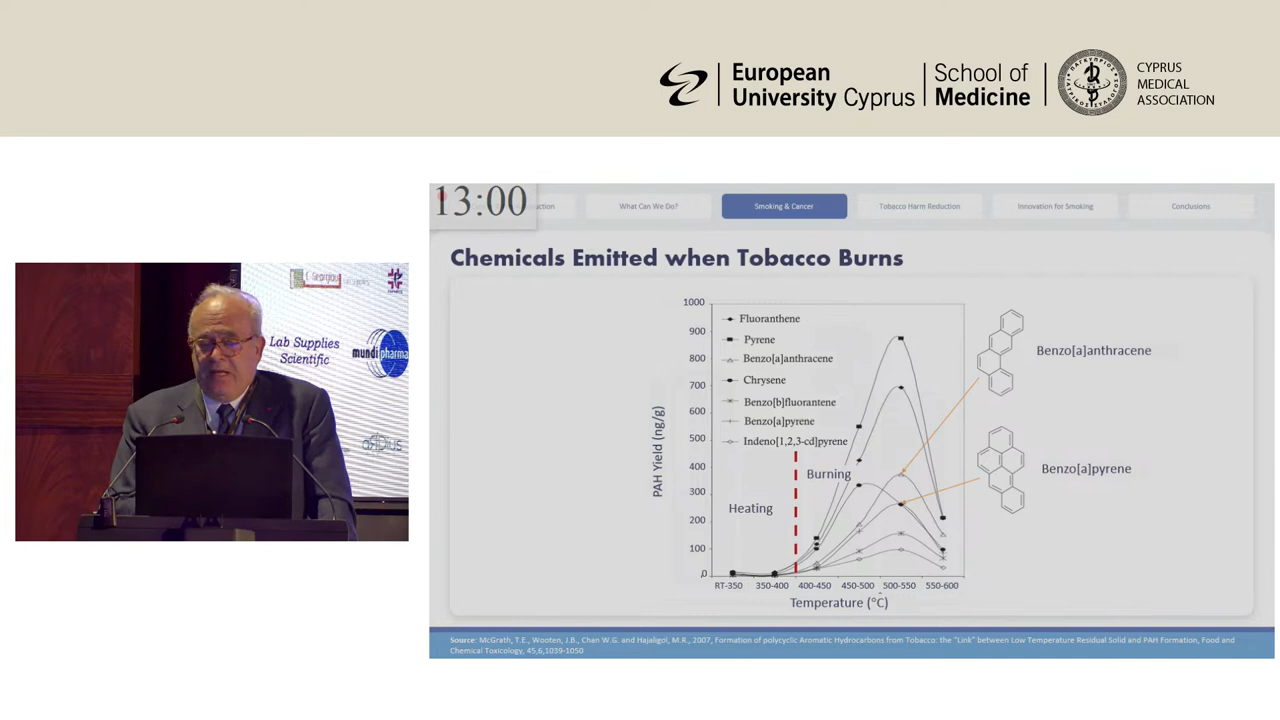 European
University Cyprus
School of
Medicine
CYPRUS
MEDICAL
ASSOCIATION
13:00
What Can We Do?
Smoking & Cancer
Tobacco Harm Reduction
Innovation for Smoking
Conclusions
Chemicals Emitted when Tobacco Burns
1000
900
800
700
600
500
400
300
200
100
0
PAH Yield (ng/g)
Fluoranthene
Pyrene
Benzo[a]anthracene
Chrysene
Benzo[b]fluorantene
Benzo[a]pyrene
Indeno[1,2,3-cd]pyrene
Burning
Heating
RT-350 350-400 400-450 450-500 500-550 550-600
Temperature (°C)
Benzo[a]anthracene
Benzo[a]pyrene
Source: McGrath, T.E., Wooten, J.B., Chan W.G. and Hajaligol, M.R., 2007, Formation of polycyclic Aromatic Hydrocarbons from Tobacco: the "Link" between Low Temperature Residual Solid and PAH Formation, Food and
Chemical Toxicology, 45,6,1039-1050
Lab Supplies
Scientific
mundipharma